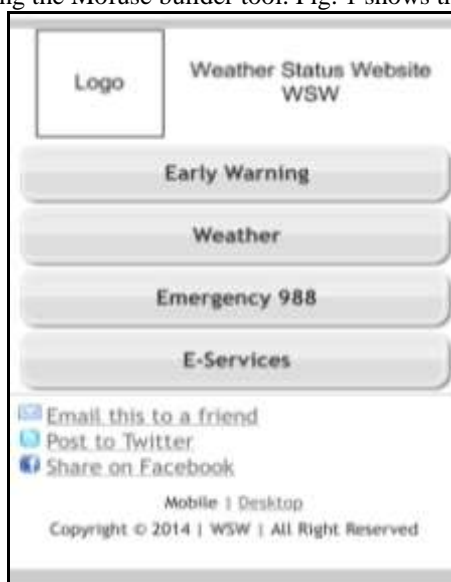 ng the Mofuse builder tool. Fig. 1 shows th
Logo
Weather Status Website
WSW
Early Warning
Weather
Emergency 988
E-Services
Email this to a friend
Post to Twitter
Share on Facebook
Mobile | Desktop
Copyright © 2014 | WSW | All Right Reserved